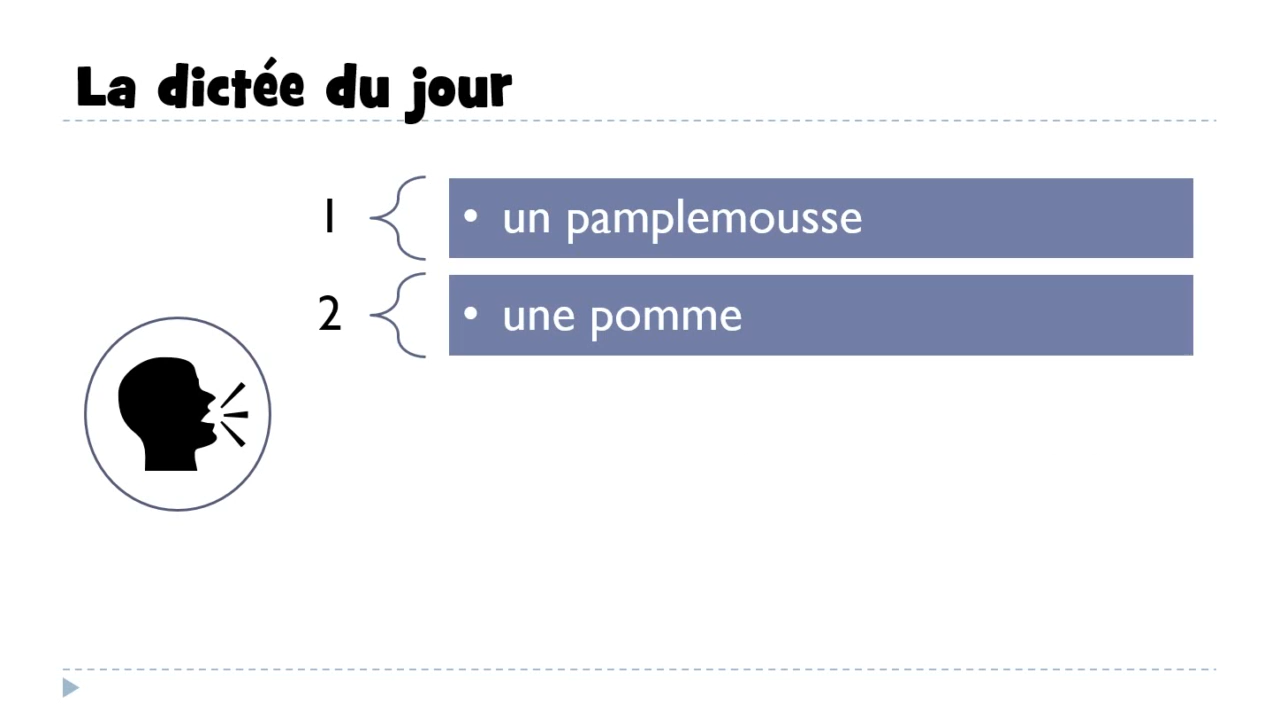 La dictée du jour
1 • un pamplemousse
2 • une pomme